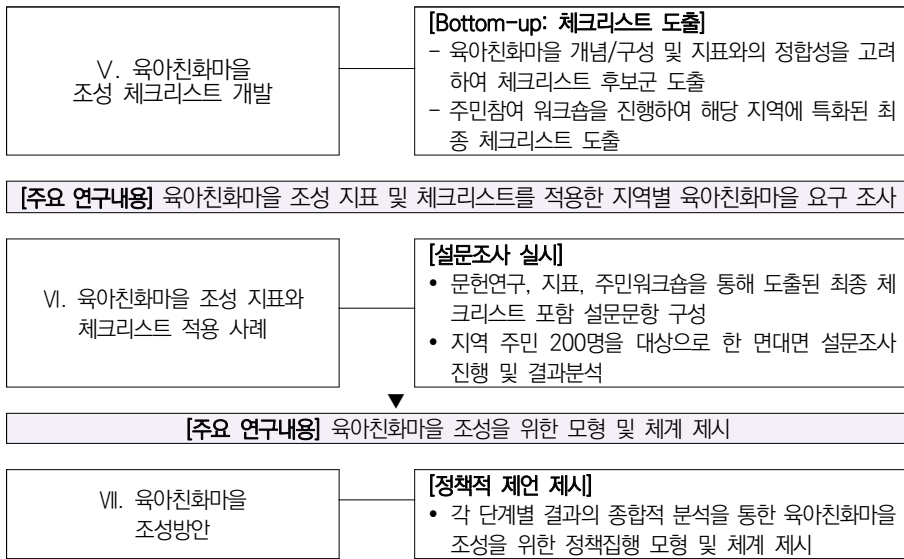 Ⅴ. 육아친화마을
조성 체크리스트 개발
[Bottom-up: 체크리스트 도출]
- 육아친화마을 개념/구성 및 지표와의 정합성을 고려
하여 체크리스트 후보군 도출
- 주민참여 워크숍을 진행하여 해당 지역에 특화된 최
종 체크리스트 도출
[주요 연구내용] 육아친화마을 조성 지표 및 체크리스트를 적용한 지역별 육아친화마을 요구 조사
Ⅵ. 육아친화마을 조성 지표와
체크리스트 적용 사례
[설문조사 실시]
• 문헌연구, 지표, 주민워크숍을 통해 도출된 최종 체
크리스트 포함 설문문항 구성
• 지역 주민 200명을 대상으로 한 면대면 설문조사
진행 및 결과분석
▼
[주요 연구내용] 육아친화마을 조성을 위한 모형 및 체계 제시
Ⅶ. 육아친화마을
조성방안
[정책적 제언 제시]
• 각 단계별 결과의 종합적 분석을 통한 육아친화마을
조성을 위한 정책집행 모형 및 체계 제시